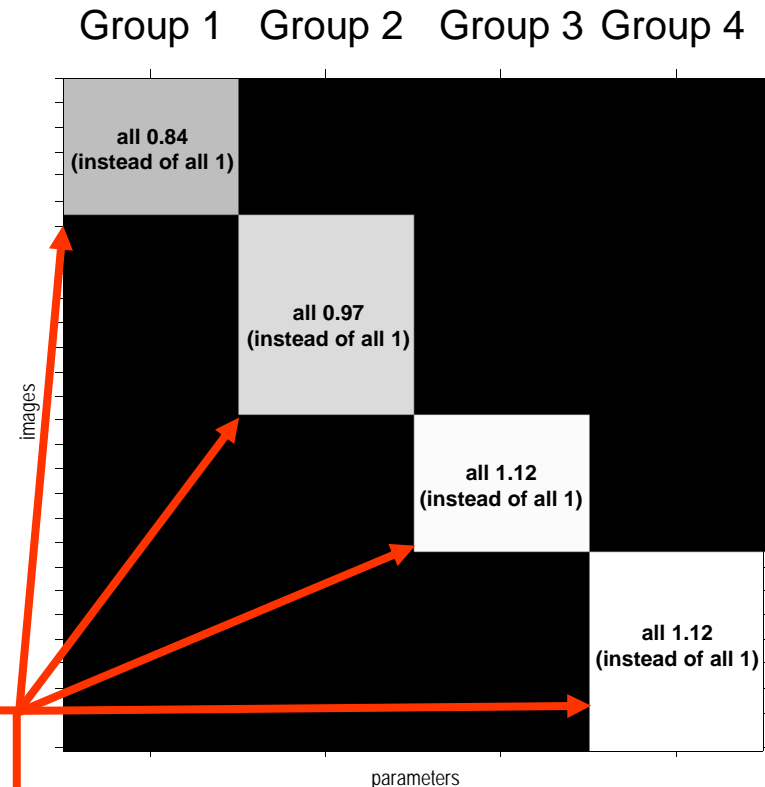 Group 1 Group 2 Group 3 Group 4
all 0.84
(instead of all 1)
all 0.97
(instead of all 1)
images
all 1.12
(instead of all 1)
all 1.12
(instead of all 1)
parameters